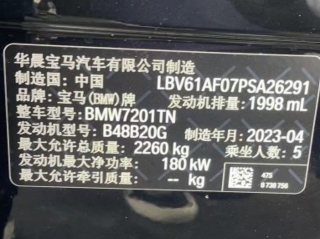 华晨宝马汽车有限公司制造
制造国：中国 LBV61AF07PSA26291
品牌：宝马(BMW)牌 发动机排量：1998 mL
整车型号：BMW7201TN
发动机型号：B48B20G 制造年月：2023-04
最大允许总质量：2260 kg 乘坐人数：5
发动机最大净功率：180 kW
最大允许牵引质量：-- kg
475
8 738 756